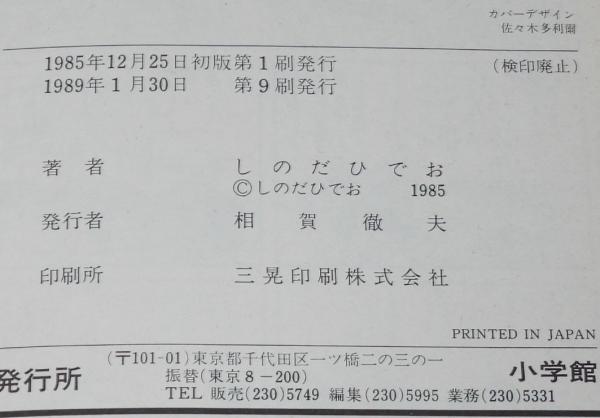 カバーデザイン
佐々木多利爾
1985年12月25日初版第1刷発行 (検印廃止)
1989年1月30日 第9刷発行
著者 しのだひでお
©しのだひでお 1985
発行者 相賀徹夫
印刷所 三晃印刷株式会社
PRINTED IN JAPAN
発行所 (〒101-01)東京都千代田区一ツ橋二の三の一 小学館
振替(東京8-200)
TEL 販売(230)5749 編集(230)5995 業務(230)5331